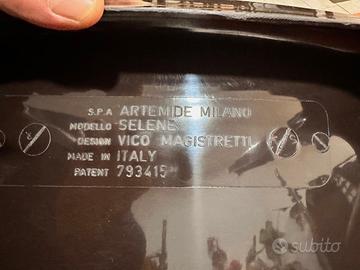 S.P.A ARTEMIDE MILANO
MODELLO SELENE
DESIGN VICO MAGISTRETTI
MADE IN ITALY
PATENT 793415
subito